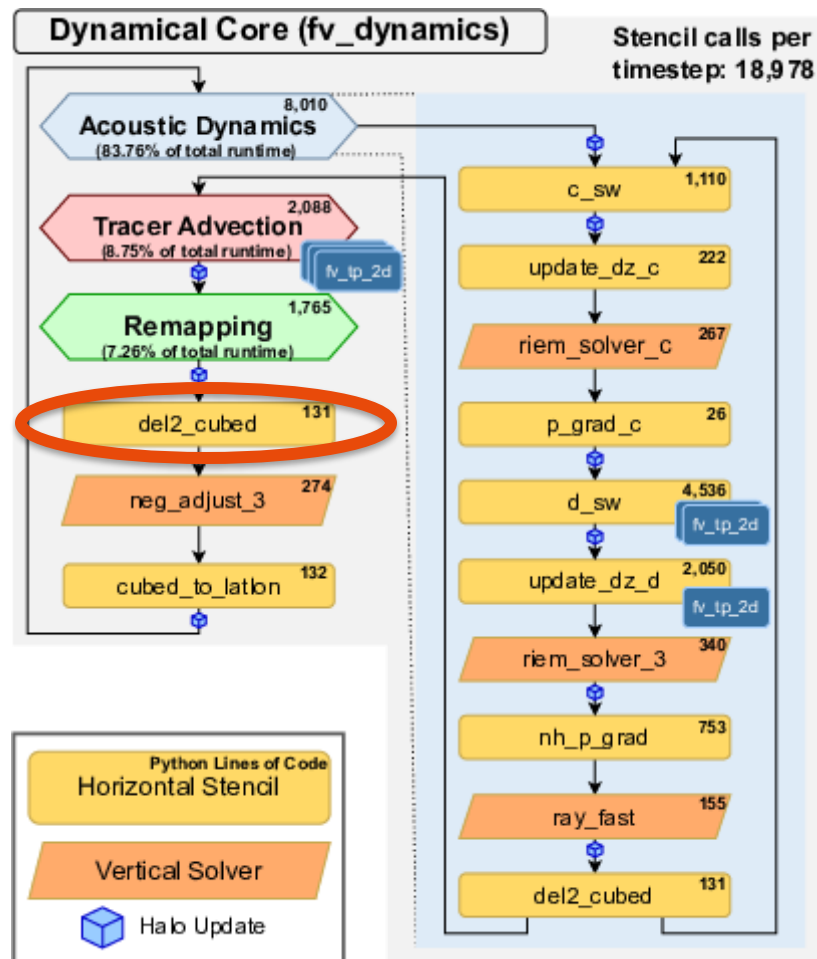 Dynamical Core (fv_dynamics)
Stencil calls per
timestep: 18,978
8,010
Acoustic Dynamics
(83.76% of total runtime)
2,088
Tracer Advection
(8.75% of total runtime)
fv_tp_2d
1,765
Remapping
(7.26% of total runtime)
131
del2_cubed
274
neg_adjust_3
132
cubed_to_latlon
1,110
c_sw
222
update_dz_c
267
riem_solver_c
26
p_grad_c
4,536
d_sw
fv_tp_2d
2,050
update_dz_d
fv_tp_2d
340
riem_solver_3
753
nh_p_grad
155
ray_fast
131
del2_cubed
Python Lines of Code
Horizontal Stencil
Vertical Solver
Halo Update